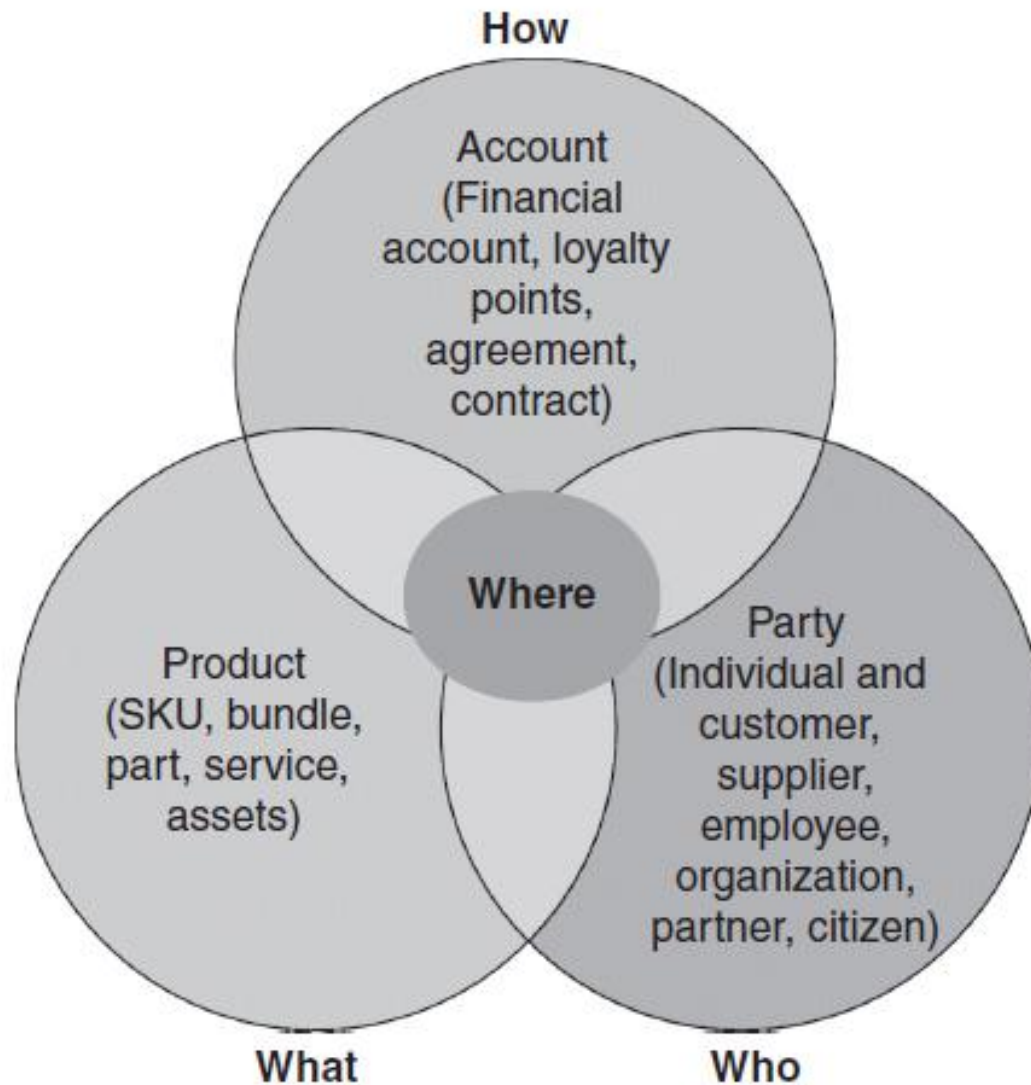 How
Account
(Financial
account, loyalty
points,
agreement,
contract)
Where
Product
(SKU, bundle,
part, service,
assets)
Party
(Individual and
customer,
supplier,
employee,
organization,
partner, citizen)
What
Who